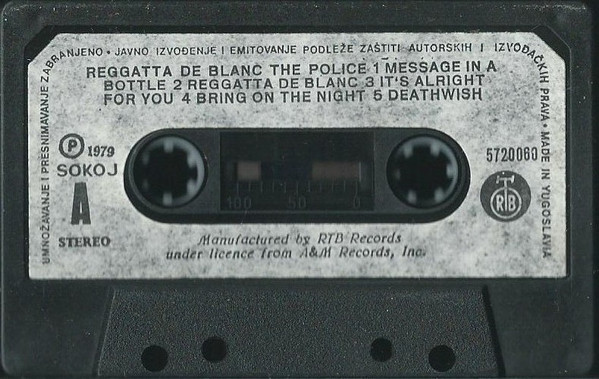 UMNOŽAVANJE I PRESNIMAVANJE ZABRANJENO • JAVNO IZVOĐENJE I EMITOVANJE PODLEŽE ZAŠTITI AUTORSKIH I IZVOĐAČKIH PRAVA • MADE IN YUGOSLAVIA
REGGATTA DE BLANC THE POLICE 1 MESSAGE IN A
BOTTLE 2 REGGATTA DE BLANC 3 IT'S ALRIGHT
FOR YOU 4 BRING ON THE NIGHT 5 DEATHWISH
P 1979
SOKOJ
A
STEREO
5720060
RTB
100 50 0
Manufactured by RTB Records
under licence from A&M Records, Inc.